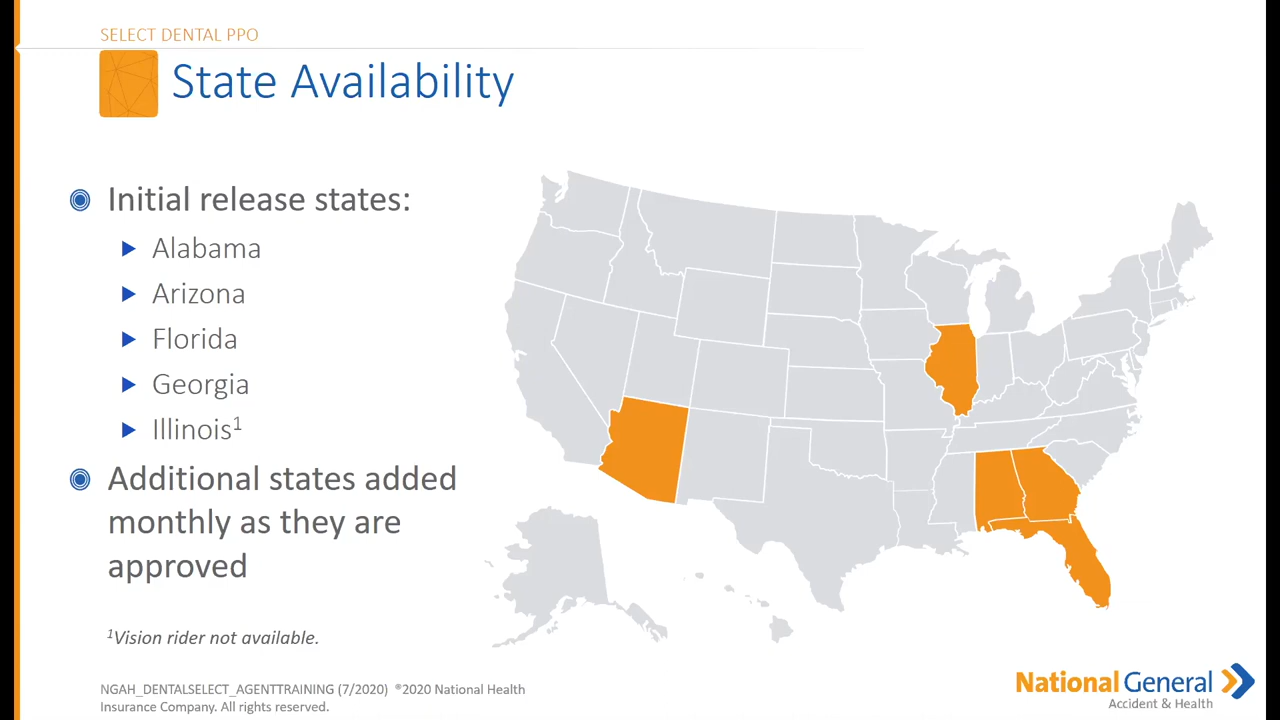 SELECT DENTAL PPO
State Availability
Initial release states:
Alabama
Arizona
Florida
Georgia
Illinois¹
Additional states added
monthly as they are
approved
¹Vision rider not available.
NGAH_DENTALSELECT_AGENTTRAINING (7/2020) ®2020 National Health
Insurance Company. All rights reserved.
National General
Accident & Health